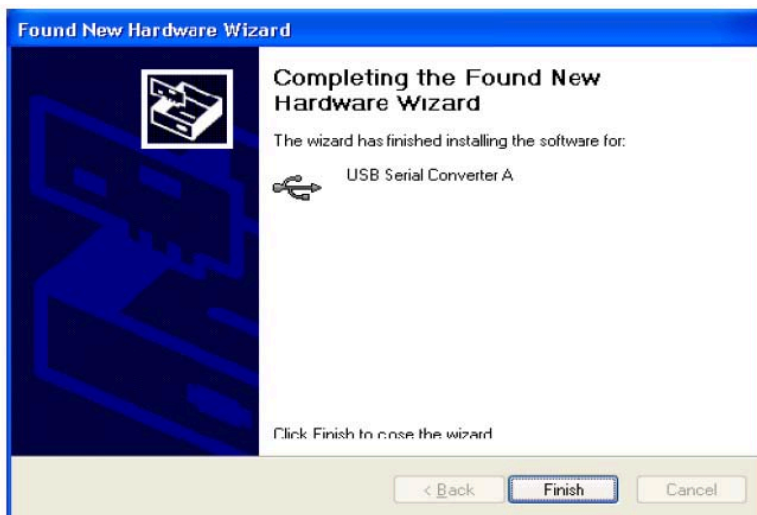 Found New Hardware Wizard
Completing the Found New
Hardware Wizard
The wizard has finished installing the software for:
USB Serial Converter A
Click Finish to close the wizard
< Back
Finish
Cancel